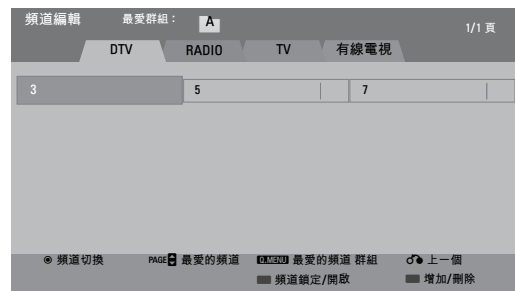 頻道編輯 最愛群組： A 1/1 頁
DTV RADIO TV 有線電視
3 5 7
頻道切換 PAGE 最愛的頻道 Q.MENU 最愛的頻道 群組 上一個
頻道鎖定/開啟 增加/刪除